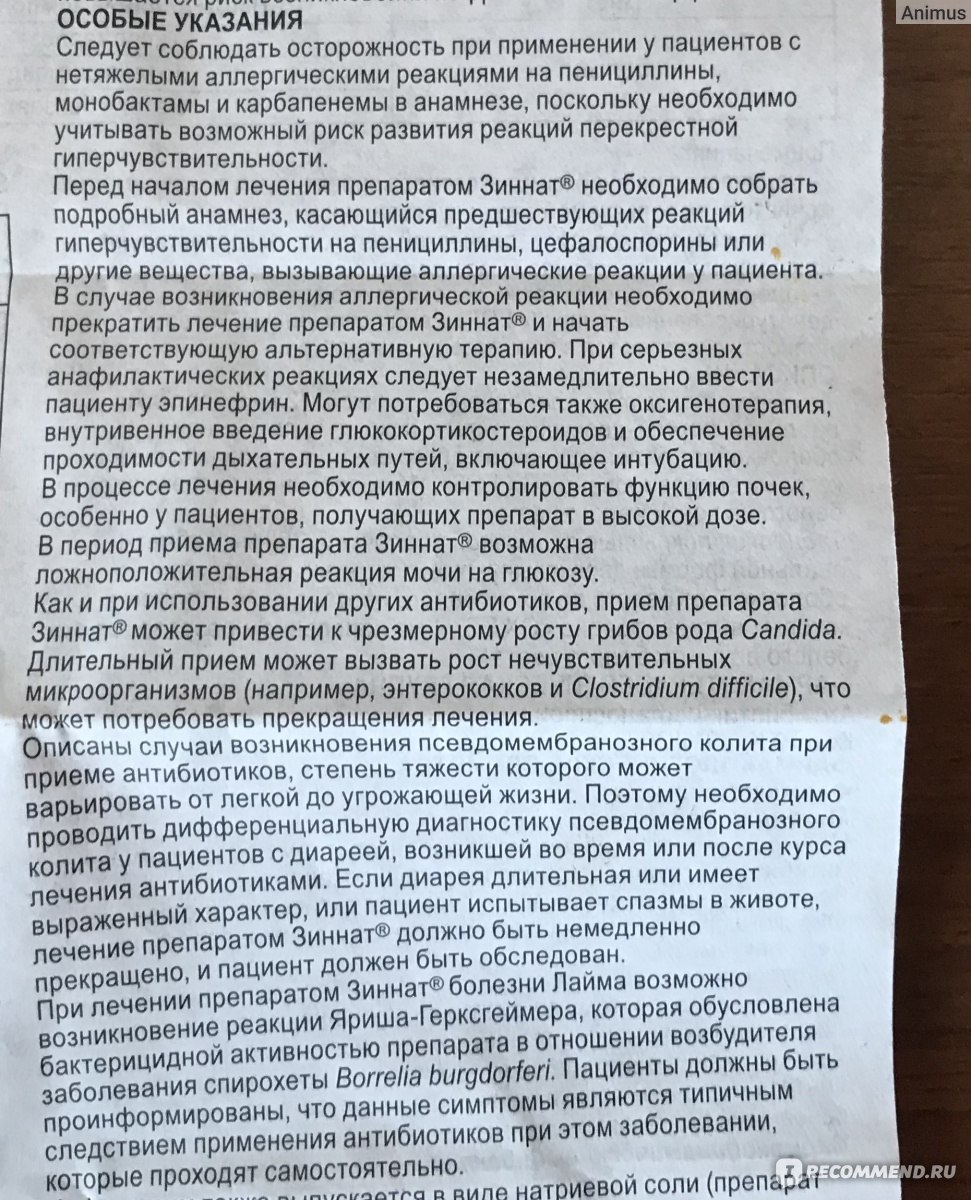 Animus
ОСОБЫЕ УКАЗАНИЯ
Следует соблюдать осторожность при применении у пациентов с
нетяжелыми аллергическими реакциями на пенициллины,
монобактамы и карбапенемы в анамнезе, поскольку необходимо
учитывать возможный риск развития реакций перекрестной
гиперчувствительности.
Перед началом лечения препаратом Зиннат® необходимо собрать
подробный анамнез, касающийся предшествующих реакций
гиперчувствительности на пенициллины, цефалоспорины или
другие вещества, вызывающие аллергические реакции у пациента.
В случае возникновения аллергической реакции необходимо
прекратить лечение препаратом Зиннат® и начать
соответствующую альтернативную терапию. При серьезных
анафилактических реакциях следует незамедлительно ввести
пациенту эпинефрин. Могут потребоваться также оксигенотерапия,
внутривенное введение глюкокортикостероидов и обеспечение
проходимости дыхательных путей, включающее интубацию.
В процессе лечения необходимо контролировать функцию почек,
особенно у пациентов, получающих препарат в высокой дозе.
В период приема препарата Зиннат® возможна
ложноположительная реакция мочи на глюкозу.
Как и при использовании других антибиотиков, прием препарата
Зиннат® может привести к чрезмерному росту грибов рода Candida.
Длительный прием может вызвать рост нечувствительных
микроорганизмов (например, энтерококков и Clostridium difficile), что
может потребовать прекращения лечения.
Описаны случаи возникновения псевдомембранозного колита при
приеме антибиотиков, степень тяжести которого может
варьировать от легкой до угрожающей жизни. Поэтому необходимо
проводить дифференциальную диагностику псевдомембранозного
колита у пациентов с диареей, возникшей во время или после курса
лечения антибиотиками. Если диарея длительная или имеет
выраженный характер, или пациент испытывает спазмы в животе,
лечение препаратом Зиннат® должно быть немедленно
прекращено, и пациент должен быть обследован.
При лечении препаратом Зиннат® болезни Лайма возможно
возникновение реакции Яриша-Герксгеймера, которая обусловлена
бактерицидной активностью препарата в отношении возбудителя
заболевания спирохеты Borrelia burgdorferi. Пациенты должны быть
проинформированы, что данные симптомы являются типичным
следствием применения антибиотиков при этом заболевании,
которые проходят самостоятельно.
также выпускается в виде натриевой соли (препарат
RECOMMEND.RU